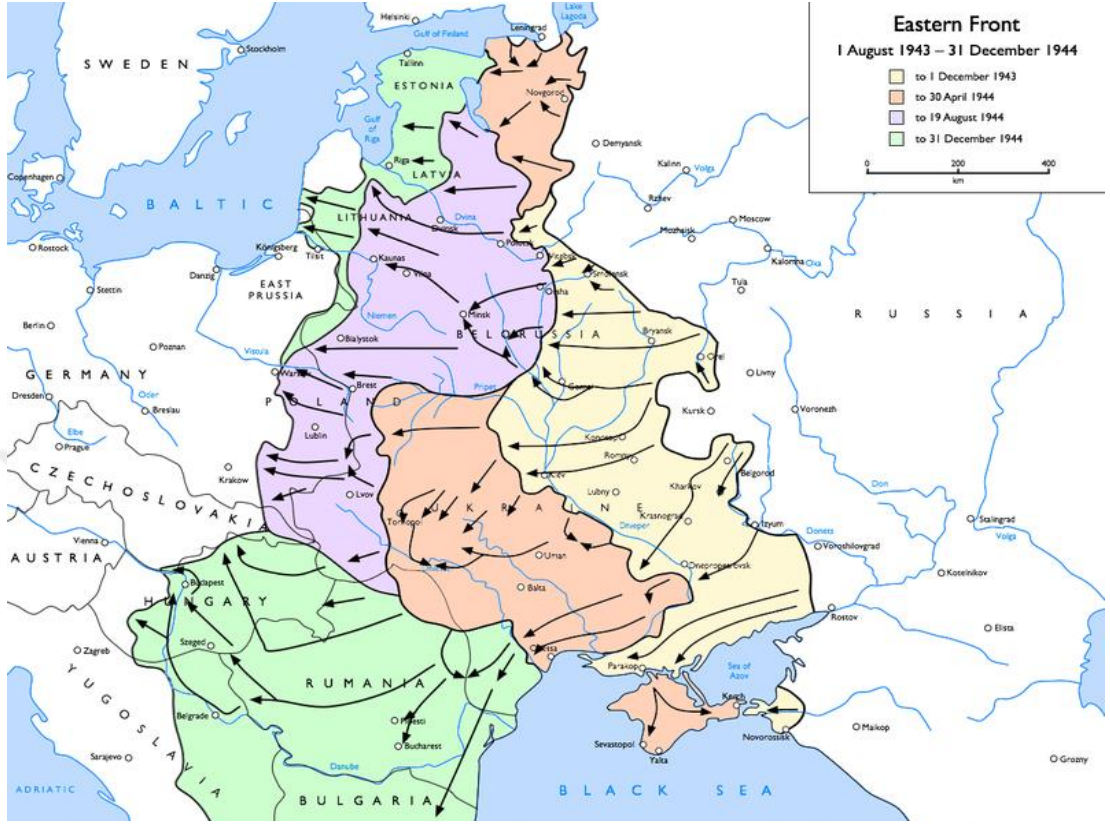 Eastern Front
1 August 1943 – 31 December 1944
to 1 December 1943
to 30 April 1944
to 19 August 1944
to 31 December 1944
0 200 400
km
Helsinki
Lake
Lagoda
Leningrad
Gulf of Finland
Stockholm
SWEDEN
Tallinn
ESTONIA
Novgorod
Gulf
of
Riga
Demyansk
Kalinn
Volga
Riga
LATVIA
Copenhagen
Rzhev
BALTIC
LITHUANIA
Dvina
Dvinsk
Moscow
Mozhaisk
Polotsk
Kalomna
Oxa
Rostock
Königsberg
Tilsit
Kaunas
Vitebsk
Danzig
Vilna
Smolensk
Tula
Stettin
EAST
PRUSSIA
Orsha
RUSSIA
Niemen
Minsk
BELORUSSIA
Berlin
Bialystok
Bryansk
Poznan
Vistula
Orel
GERMANY
Warsaw
Livny
Brest
Pripet
Gomel
Dresden
Oder
Breslau
POLAND
Kursk
Voronezh
Elbe
Lublin
Konotop
Prague
Romny
Krakow
Kiev
Belgorod
CZECHOSLOVAKIA
Lvov
Lubny
Kharkov
Don
UKRAINE
Tornopol
Krasnograd
Dnieper
Izyum
Stalingrad
Vienna
Donets
Volga
AUSTRIA
Uman
Voroshilovgrad
Dnepropetrovsk
Kotelnikov
Budapest
Balta
HUNGARY
Rostov
Elista
Szeged
Zagreb
Parakop
Sea of
Azov
RUMANIA
Kerch
YUGOSLAVIA
Belgrade
Ploesti
Maikop
Novorossisk
Bucharest
Sevastopol
Yalta
Sarajevo
Grozny
Danube
ADRIATIC
BULGARIA
BLACK SEA